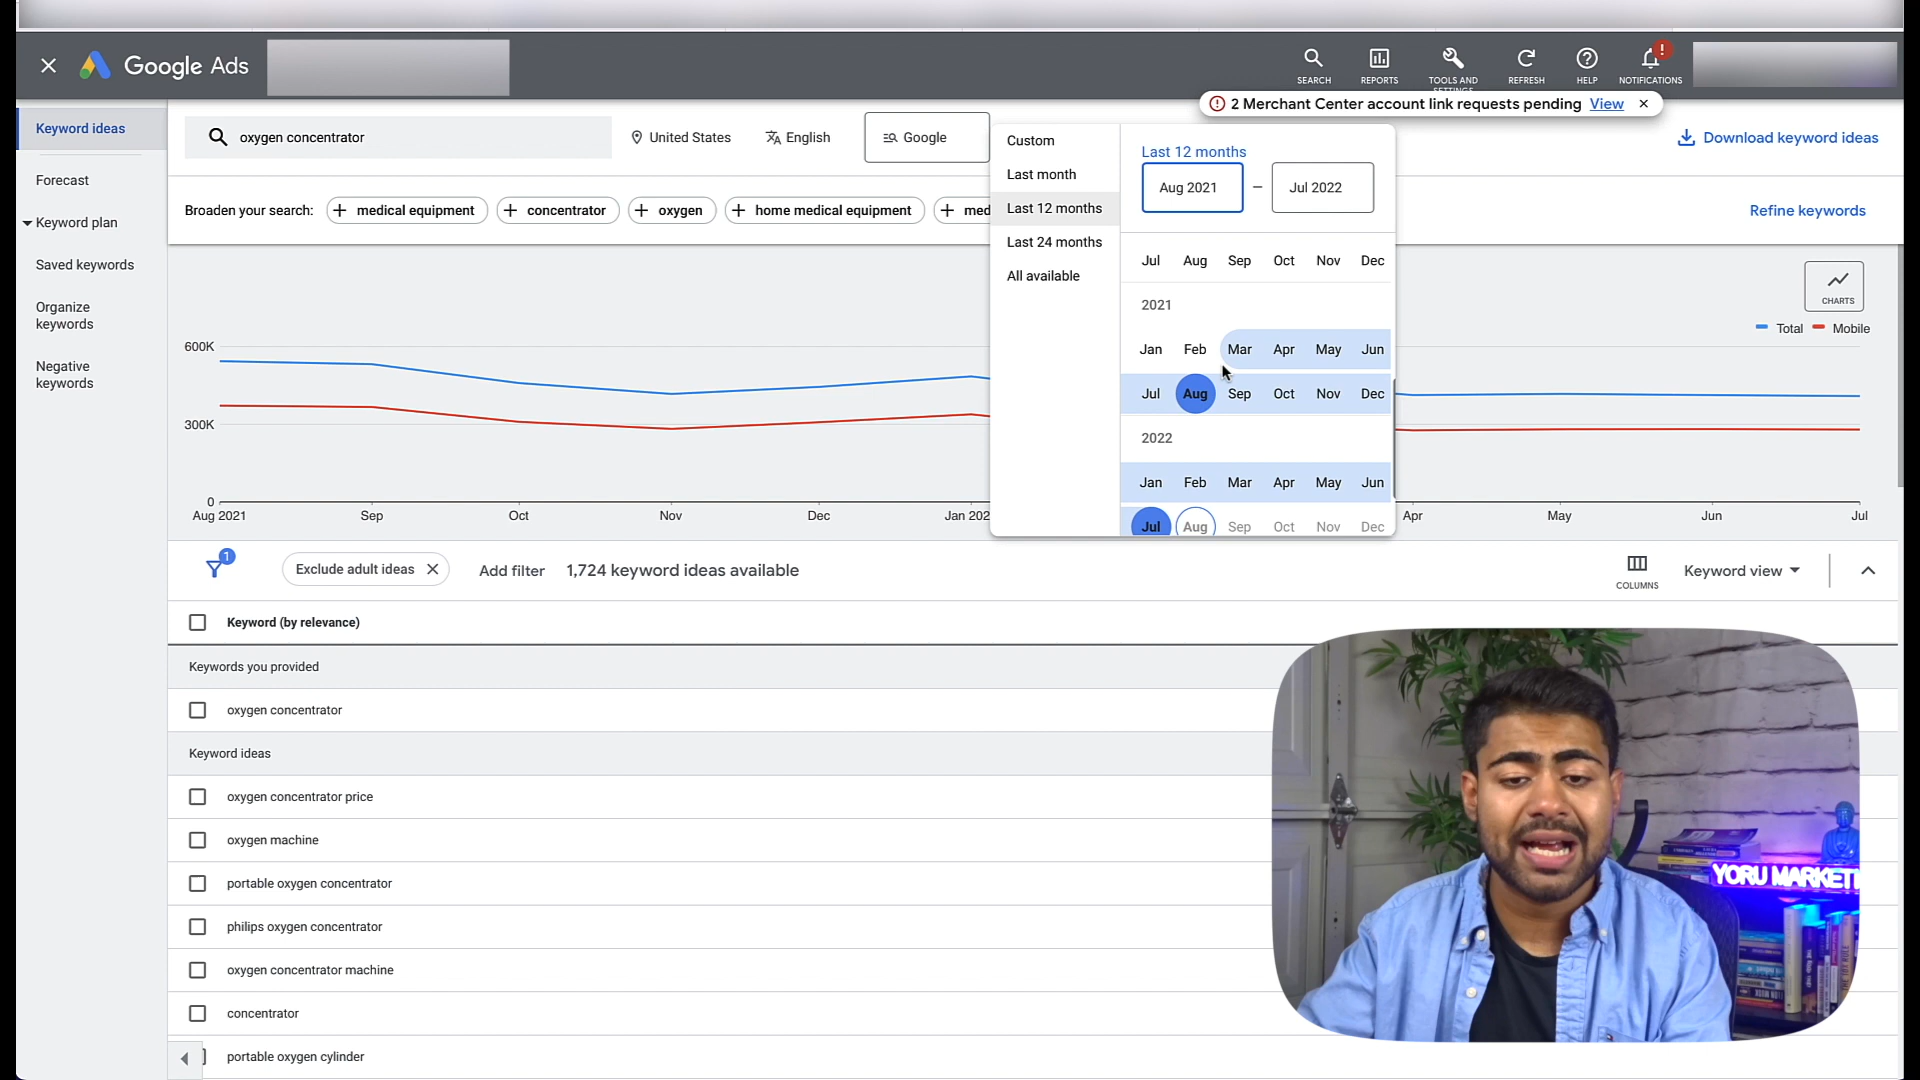 Google Ads
SEARCH
REPORTS
TOOLS AND
SETTINGS
REFRESH
HELP
NOTIFICATIONS
2 Merchant Center account link requests pending View
Keyword ideas
Forecast
Keyword plan
Saved keywords
Organize
keywords
Negative
keywords
oxygen concentrator
United States
English
Google
Download keyword ideas
Broaden your search:
medical equipment
concentrator
oxygen
home medical equipment
med
Refine keywords
Custom
Last month
Last 12 months
Last 24 months
All available
Last 12 months
Aug 2021 – Jul 2022
Jul Aug Sep Oct Nov Dec
2021
Jan Feb Mar Apr May Jun
Jul Aug Sep Oct Nov Dec
2022
Jan Feb Mar Apr May Jun
Jul Aug Sep Oct Nov Dec
CHARTS
Total Mobile
600K
300K
0
Aug 2021 Sep Oct Nov Dec Jan 202 Apr May Jun Jul
1
Exclude adult ideas
Add filter
1,724 keyword ideas available
COLUMNS
Keyword view
Keyword (by relevance)
Keywords you provided
oxygen concentrator
Keyword ideas
oxygen concentrator price
oxygen machine
portable oxygen concentrator
philips oxygen concentrator
oxygen concentrator machine
concentrator
portable oxygen cylinder
YORU MARKETI